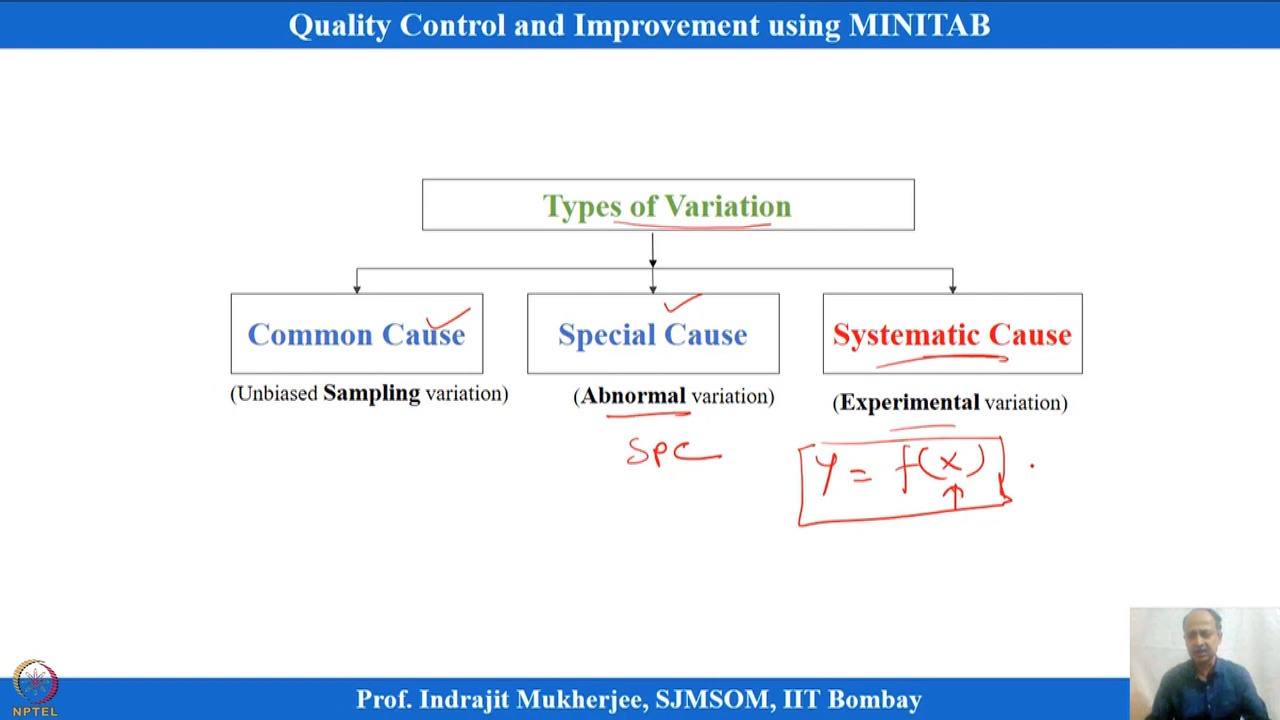 Quality Control and Improvement using MINITAB
Types of Variation
Common Cause
(Unbiased Sampling variation)
Special Cause
(Abnormal variation)
SPC
Systematic Cause
(Experimental variation)
Y = f(x)
NPTEL
Prof. Indrajit Mukherjee, SJMSOM, IIT Bombay